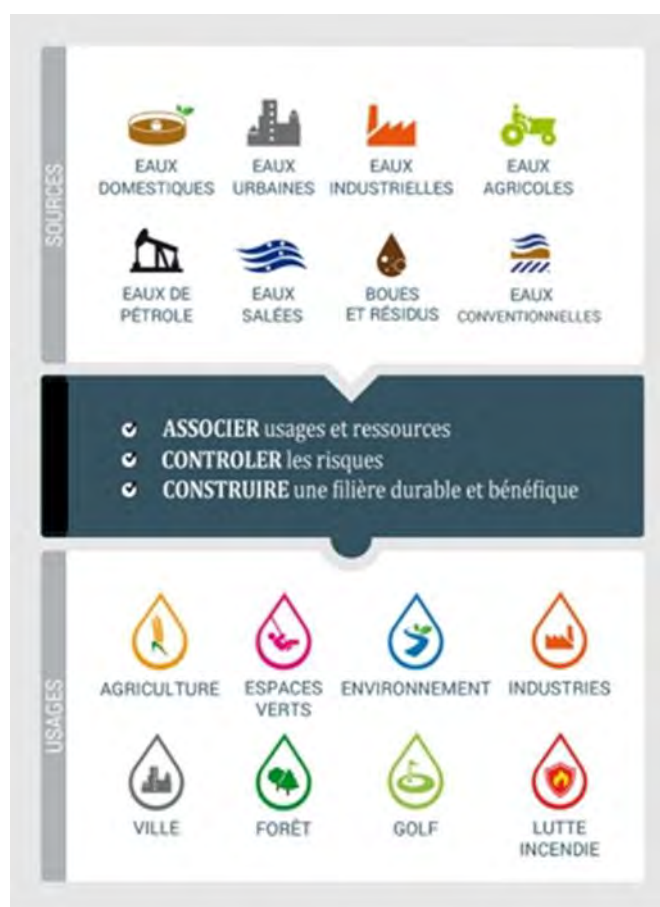 SOURCES
EAUX
DOMESTIQUES
EAUX
URBAINES
EAUX
INDUSTRIELLES
EAUX
AGRICOLES
EAUX DE
PÉTROLE
EAUX
SALÉES
BOUES
ET RÉSIDUS
EAUX
CONVENTIONNELLES
ASSOCIER usages et ressources
CONTROLER les risques
CONSTRUIRE une filière durable et bénéfique
USAGES
AGRICULTURE
ESPACES
VERTS
ENVIRONNEMENT
INDUSTRIES
VILLE
FORÊT
GOLF
LUTTE
INCENDIE